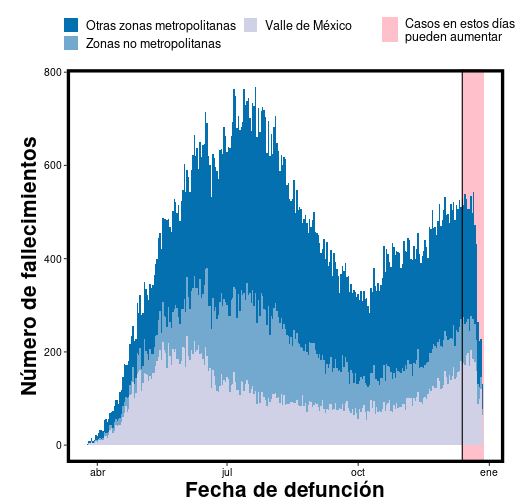 Otras zonas metropolitanas
Valle de México
Casos en estos días
pueden aumentar
Zonas no metropolitanas
800
600
400
200
0
abr
jul
oct
ene
Número de fallecimientos
Fecha de defunción